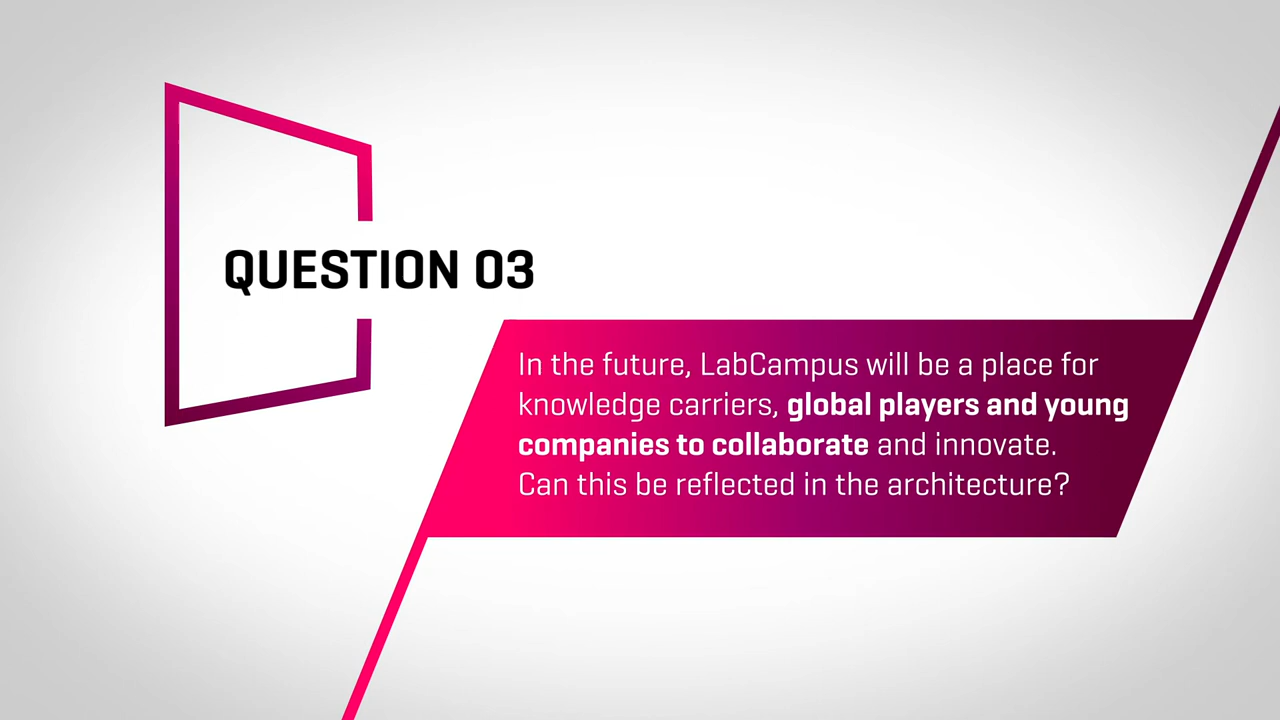 QUESTION 03
In the future, LabCampus will be a place for
knowledge carriers, global players and young
companies to collaborate and innovate.
Can this be reflected in the architecture?